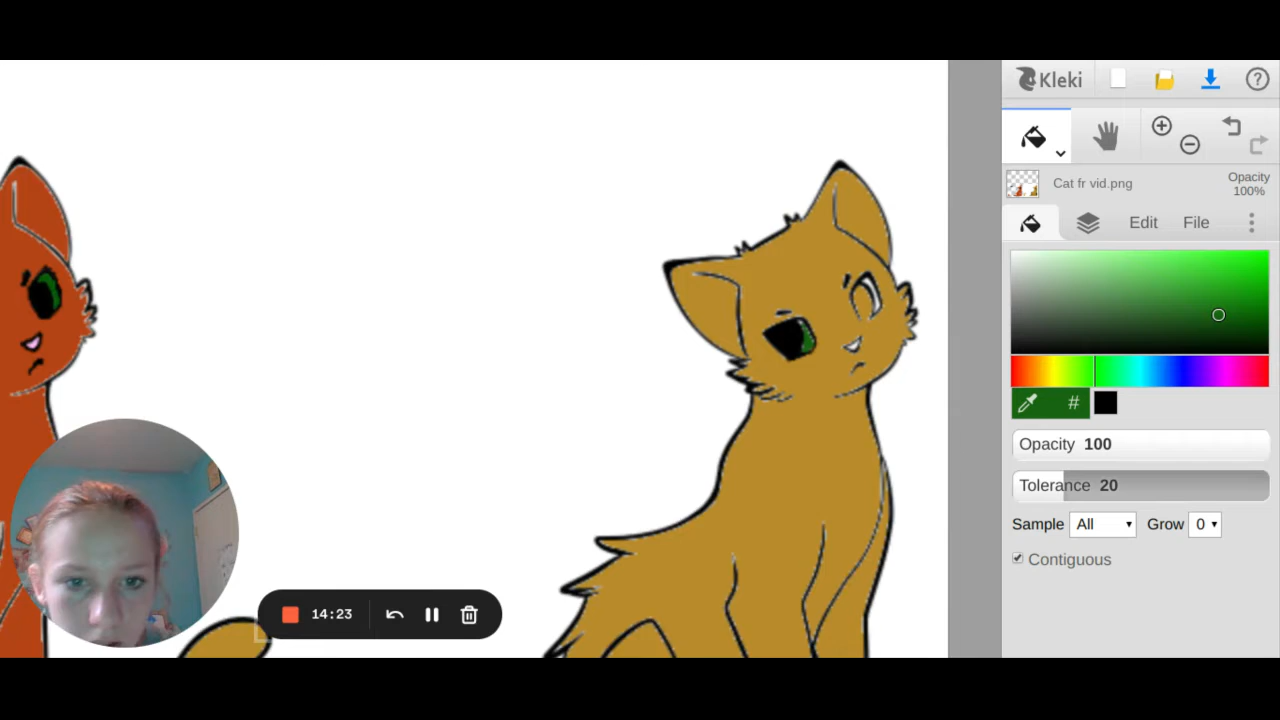 Kleki
?
Cat fr vid.png
Opacity
100%
Edit File
#
Opacity 100
Tolerance 20
Sample All Grow 0
Contiguous
14:23